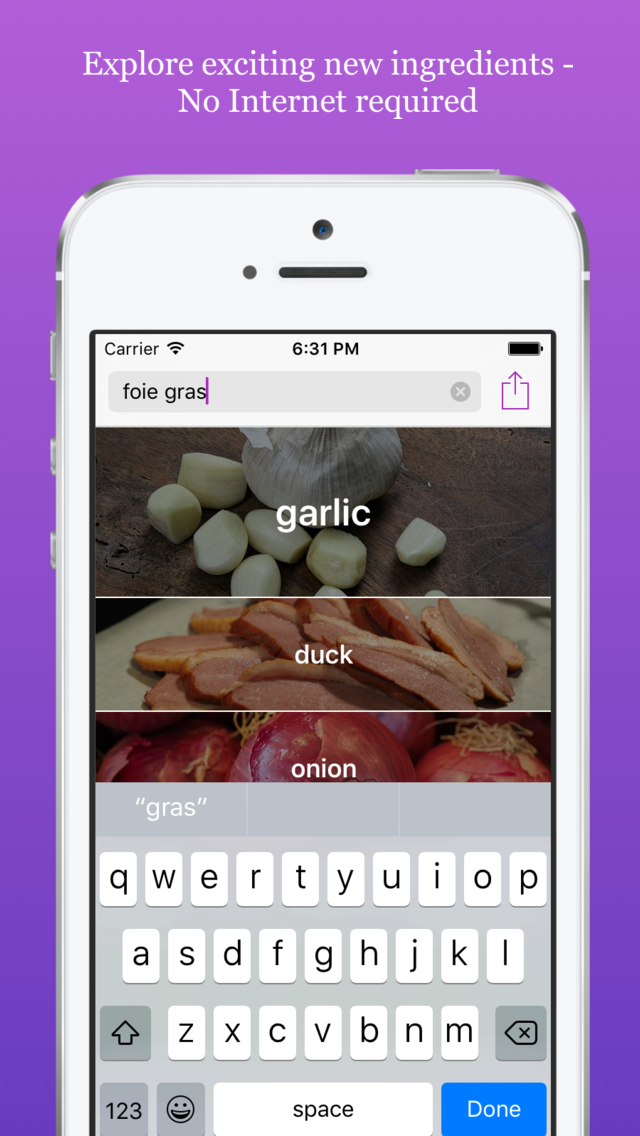 Explore exciting new ingredients -
No Internet required
Carrier 6:31 PM
foie gras
garlic
duck
onion
“gras”
q w e r t y u i o p
a s d f g h j k l
z x c v b n m
123 space Done